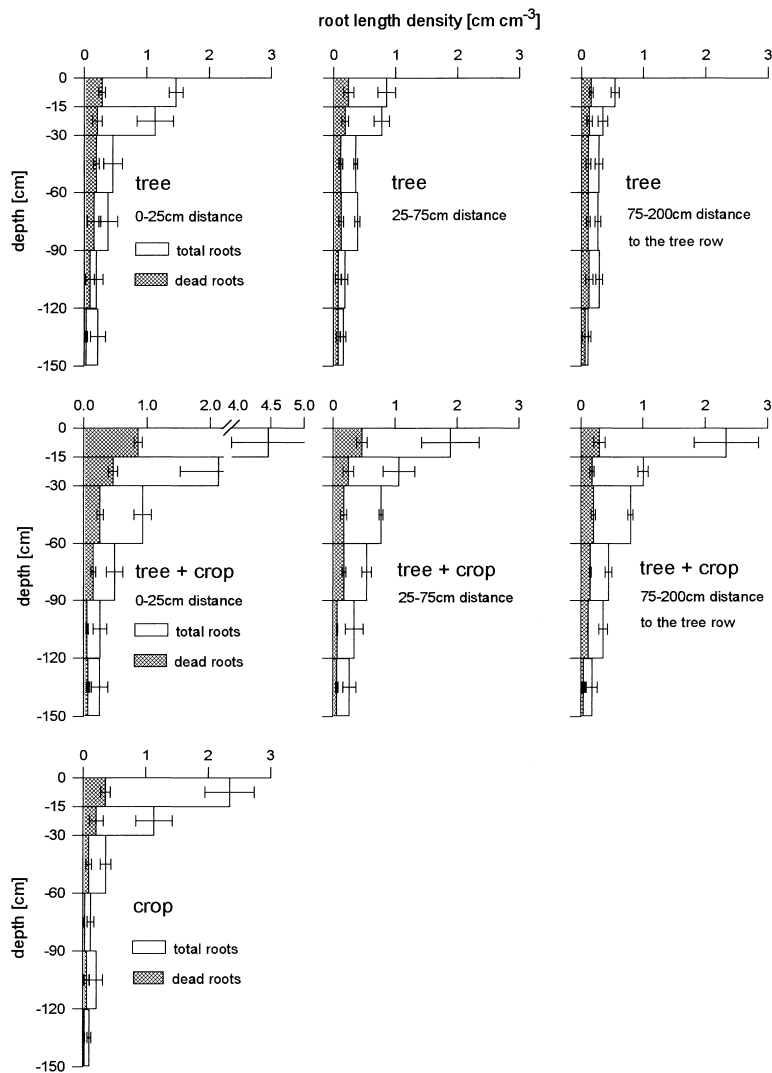 root length density [cm cm-3]
0 1 2 3
0 1 2 3
0 1 2 3
depth [cm]
0
-15
-30
-60
-90
-120
-150
tree
0-25cm distance
total roots
dead roots
tree
25-75cm distance
tree
75-200cm distance
to the tree row
0.0 1.0 2.0 4.0 4.5 5.0
0 1 2 3
0 1 2 3
depth [cm]
0
-15
-30
-60
-90
-120
-150
tree + crop
0-25cm distance
total roots
dead roots
tree + crop
25-75cm distance
tree + crop
75-200cm distance
to the tree row
0 1 2 3
depth [cm]
0
-15
-30
-60
-90
-120
-150
crop
total roots
dead roots